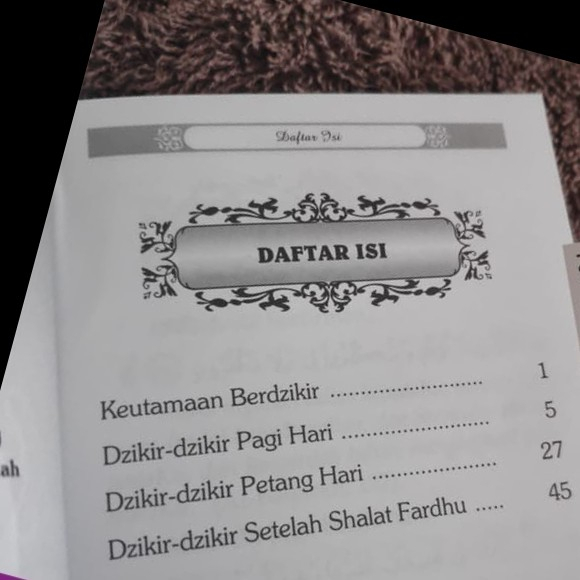 Daftar Isi
DAFTAR ISI
Keutamaan Berdzikir ............................ 1
Dzikir-dzikir Pagi Hari ........................... 5
Dzikir-dzikir Petang Hari ....................... 27
Dzikir-dzikir Setelah Shalat Fardhu ..... 45
ah